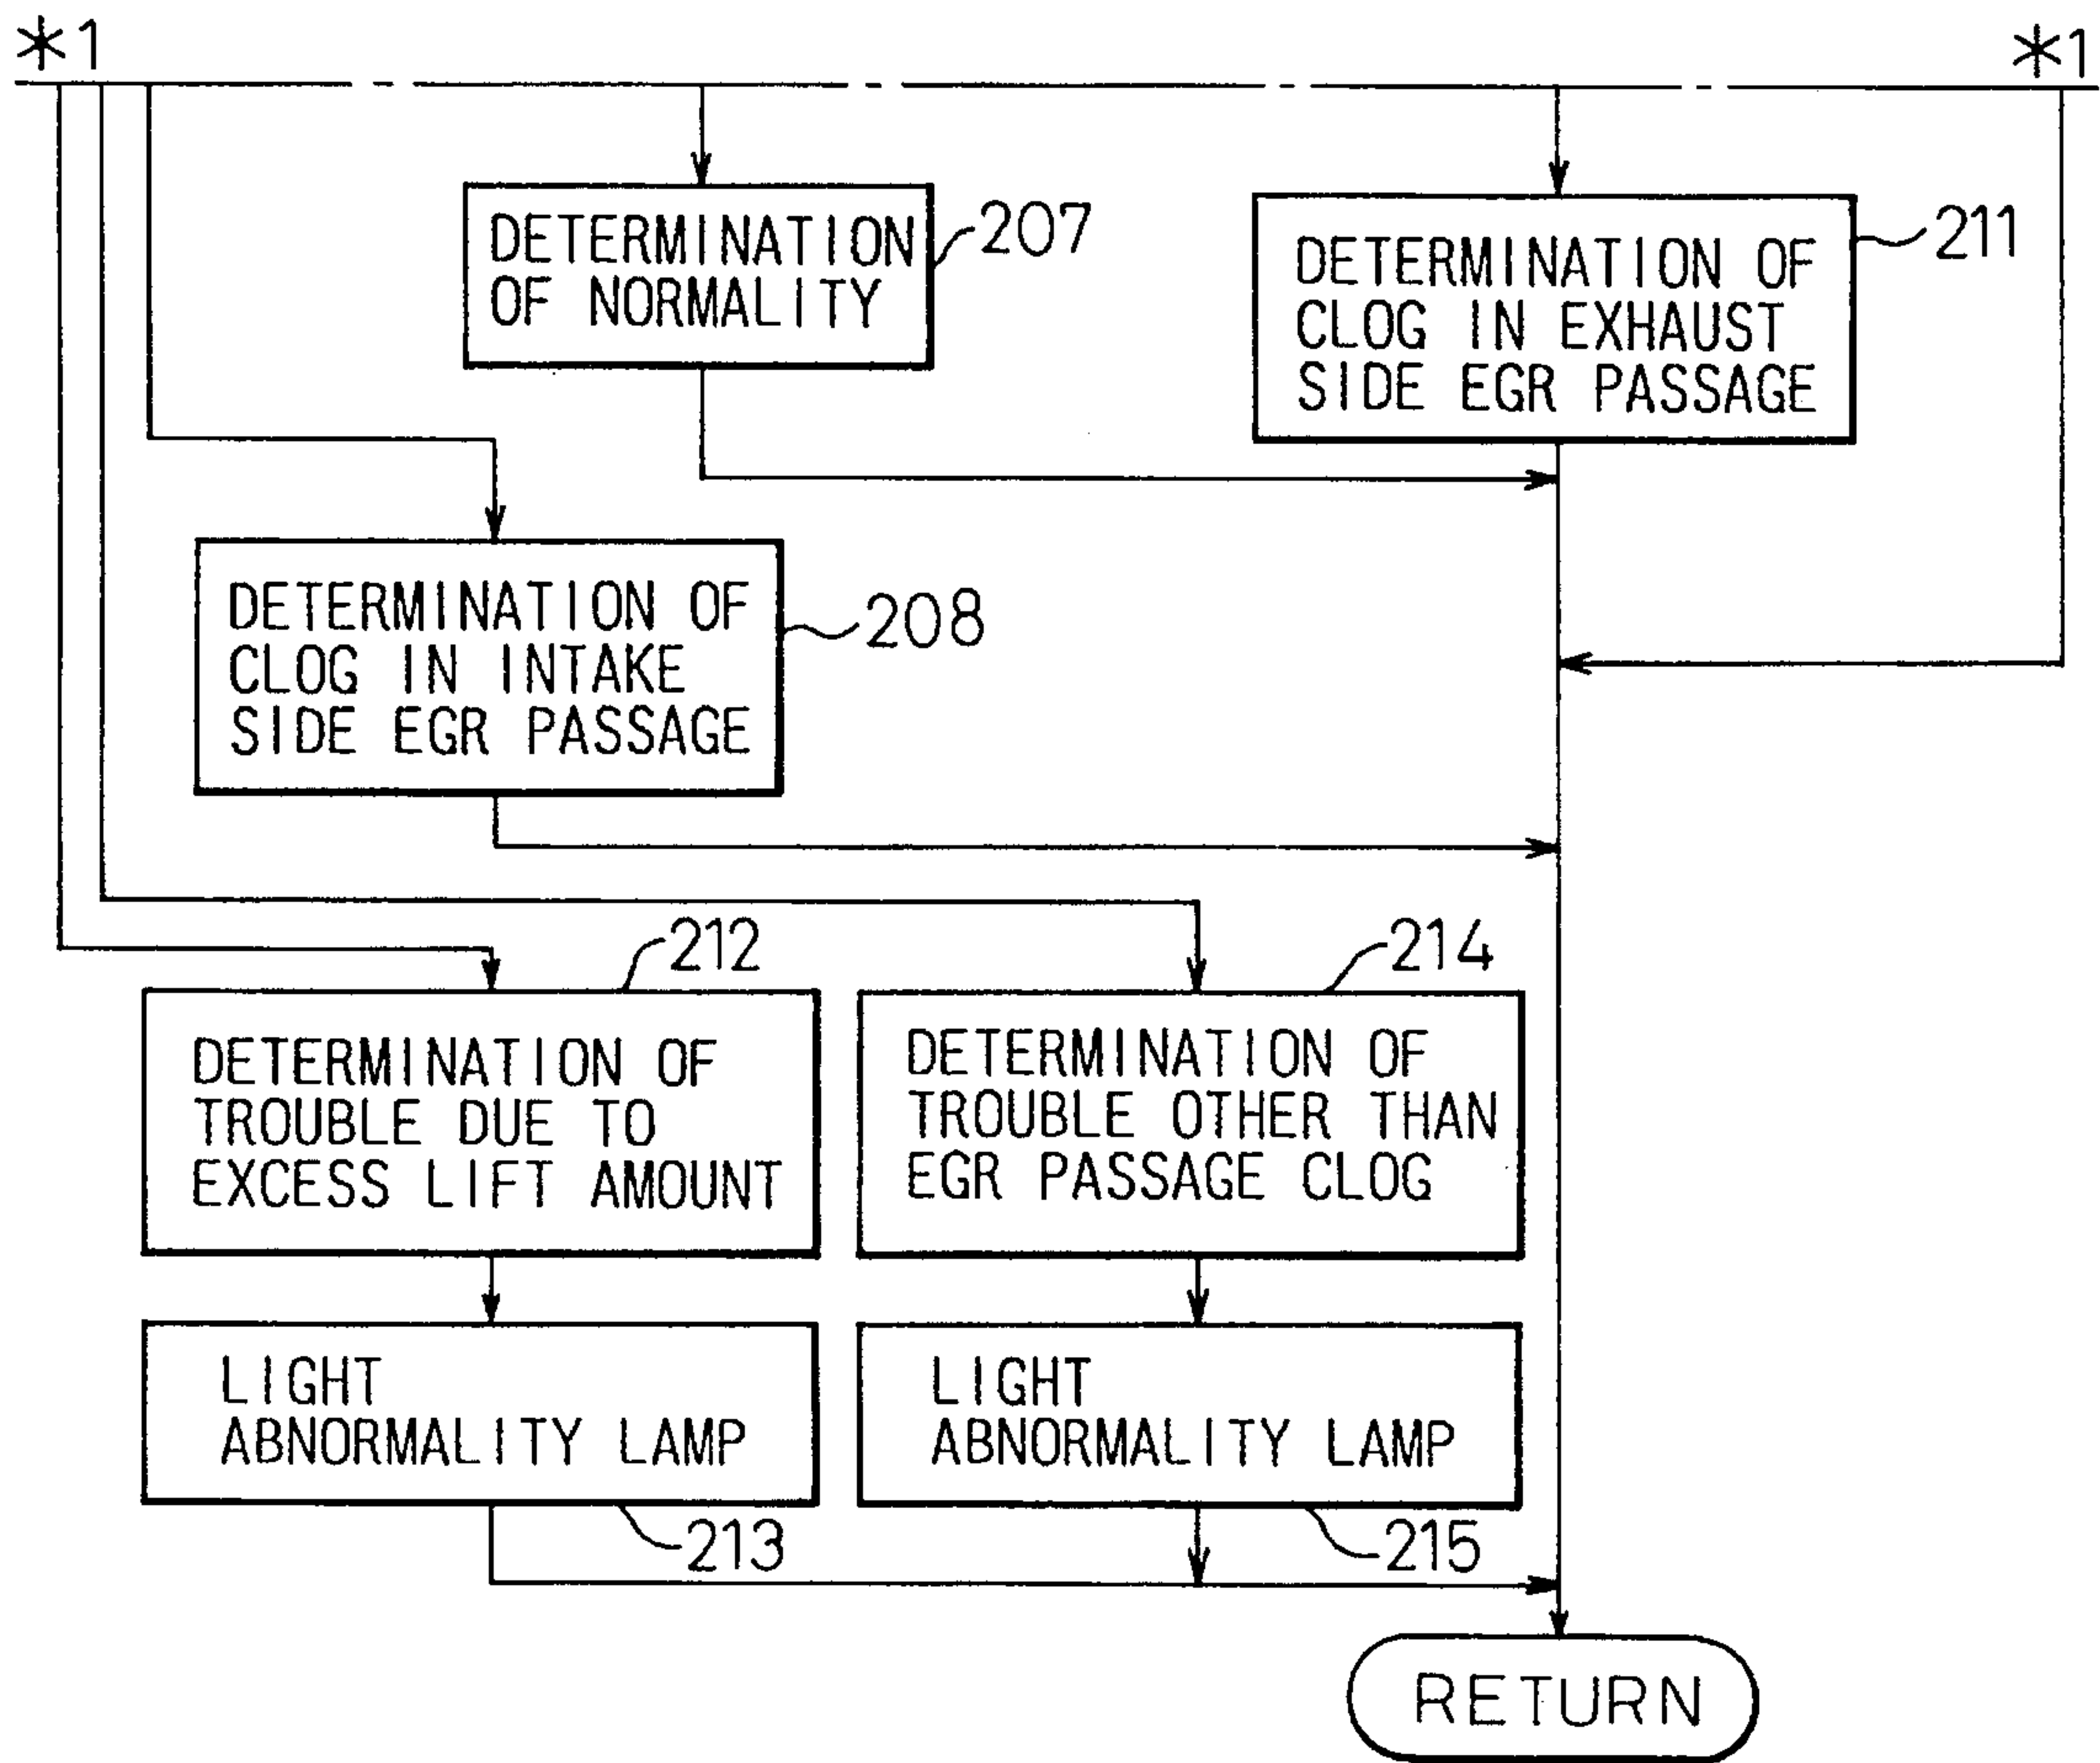 *1
*1
DETERMINATION
OF NORMALITY
207
DETERMINATION OF
CLOG IN EXHAUST
SIDE EGR PASSAGE
211
DETERMINATION OF
CLOG IN INTAKE
SIDE EGR PASSAGE
208
212
DETERMINATION OF
TROUBLE DUE TO
EXCESS LIFT AMOUNT
214
DETERMINATION OF
TROUBLE OTHER THAN
EGR PASSAGE CLOG
LIGHT
ABNORMALITY LAMP
213
LIGHT
ABNORMALITY LAMP
215
RETURN